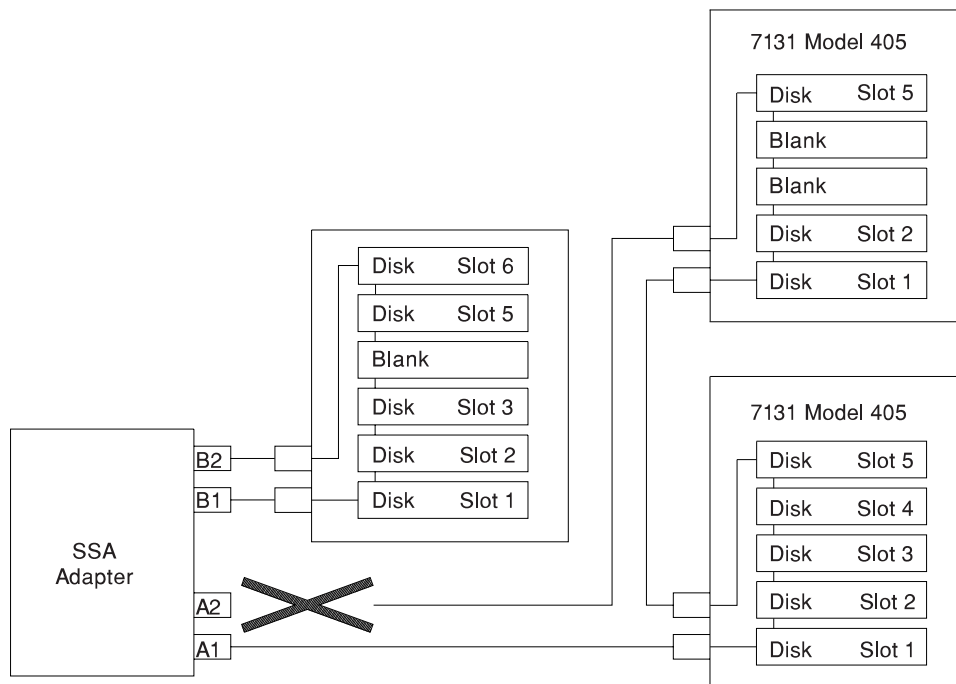 7131 Model 405
Disk Slot 5
Blank
Blank
Disk Slot 2
Disk Slot 1
Disk Slot 6
Disk Slot 5
Blank
Disk Slot 3
Disk Slot 2
Disk Slot 1
7131 Model 405
Disk Slot 5
Disk Slot 4
Disk Slot 3
Disk Slot 2
Disk Slot 1
SSA
Adapter
B2
B1
A2
A1